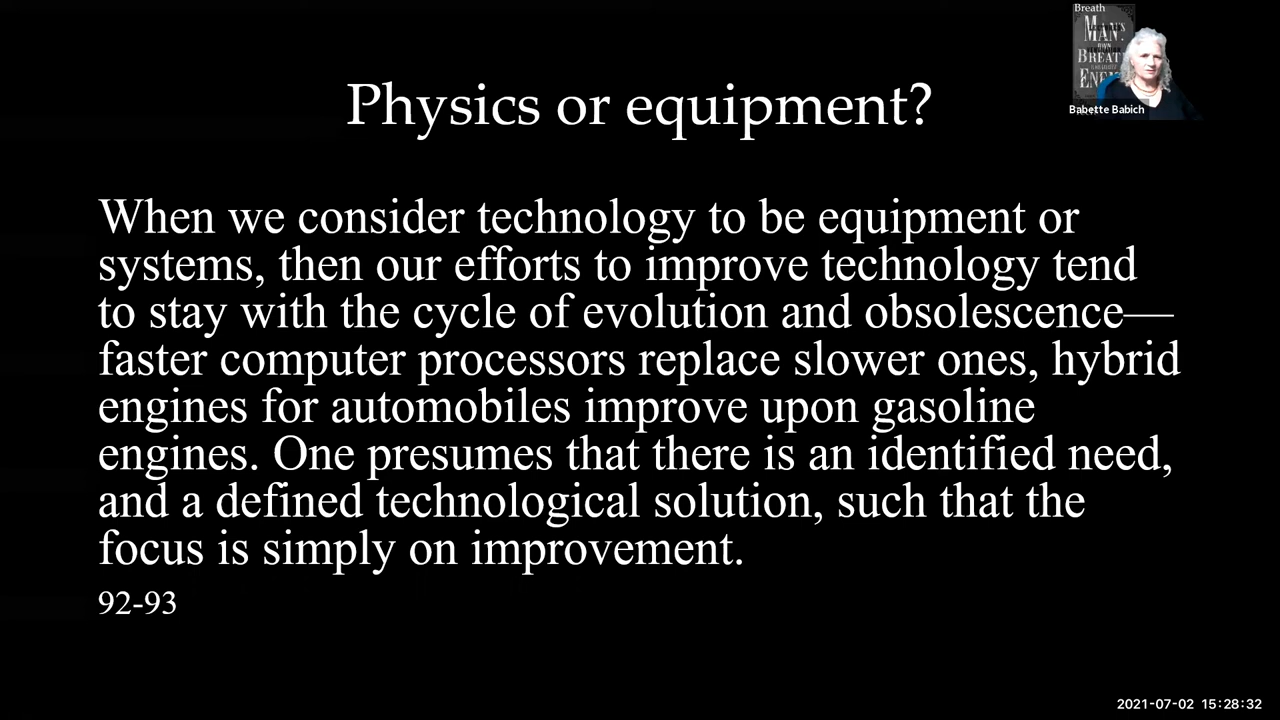 Breath
MAN'S
BREATH
Babette Babich
Physics or equipment?
When we consider technology to be equipment or
systems, then our efforts to improve technology tend
to stay with the cycle of evolution and obsolescence—
faster computer processors replace slower ones, hybrid
engines for automobiles improve upon gasoline
engines. One presumes that there is an identified need,
and a defined technological solution, such that the
focus is simply on improvement.
92-93
2021-07-02 15:28:32